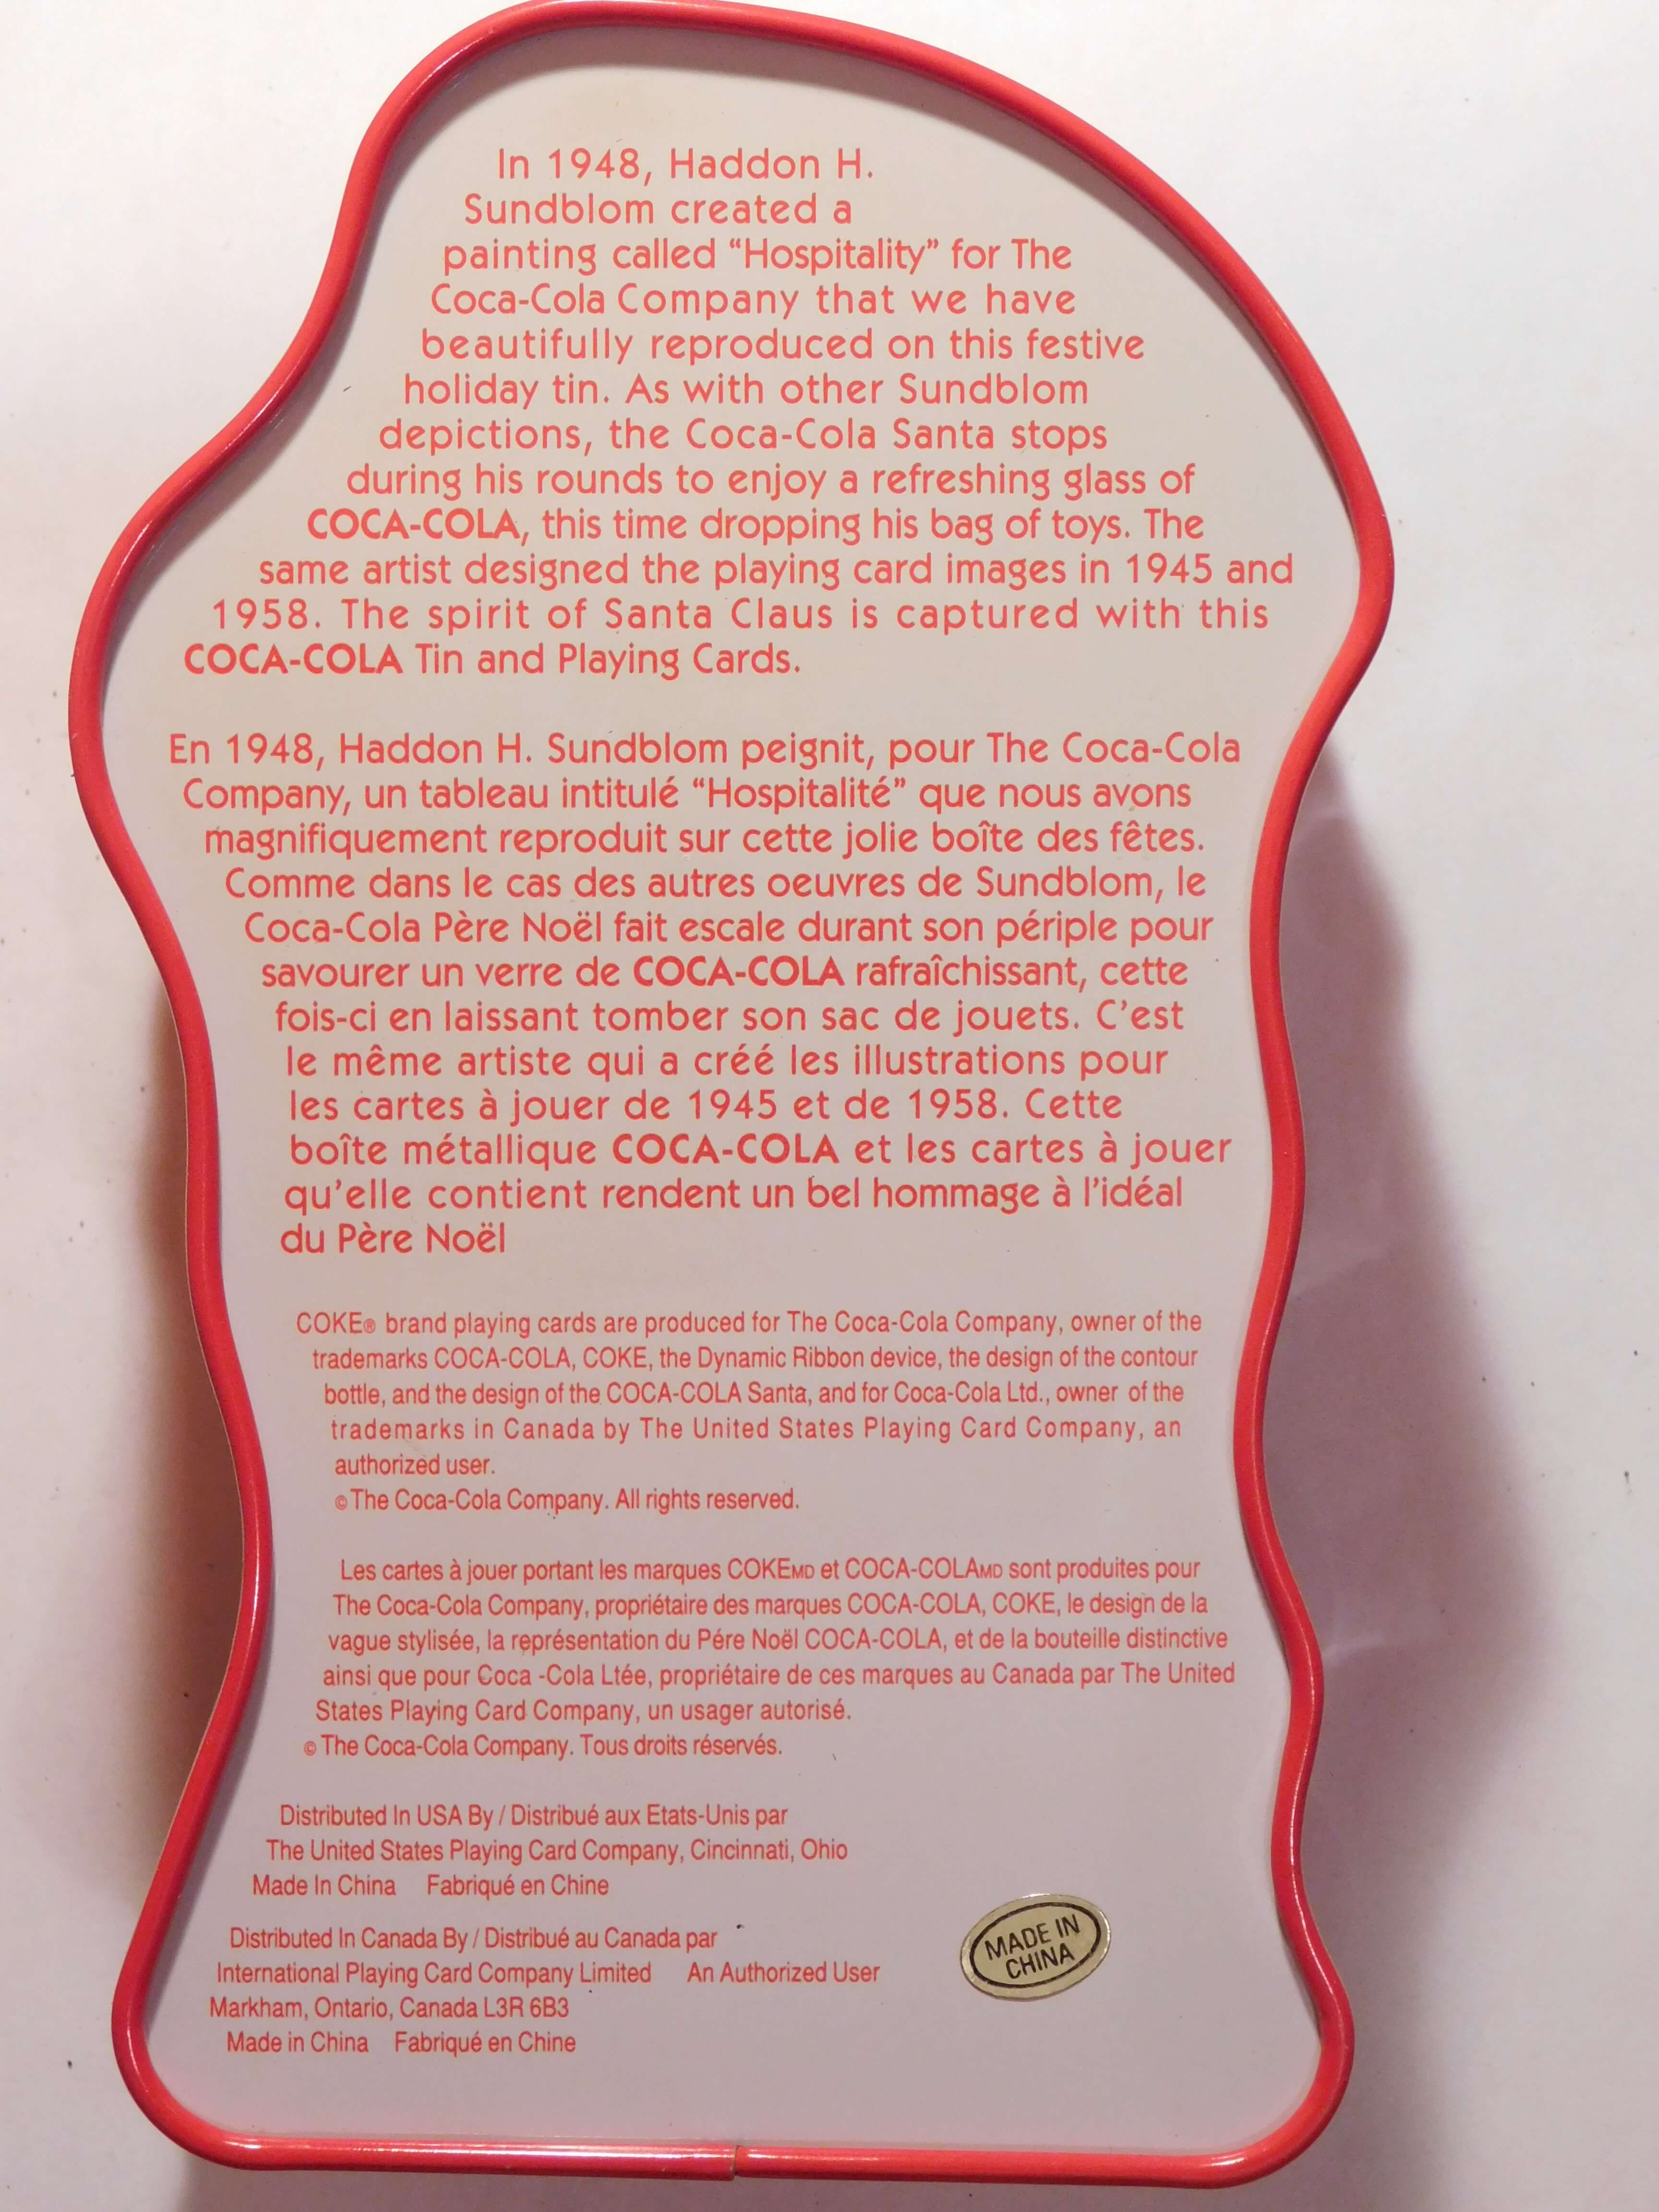 In 1948, Haddon H.
Sundblom created a
painting called “Hospitality” for The
Coca-Cola Company that we have
beautifully reproduced on this festive
holiday tin. As with other Sundblom
depictions, the Coca-Cola Santa stops
during his rounds to enjoy a refreshing glass of
COCA-COLA, this time dropping his bag of toys. The
same artist designed the playing card images in 1945 and
1958. The spirit of Santa Claus is captured with this
COCA-COLA Tin and Playing Cards.
En 1948, Haddon H. Sundblom peignit, pour The Coca-Cola
Company, un tableau intitulé “Hospitalité” que nous avons
magnifiquement reproduit sur cette jolie boîte des fêtes.
Comme dans le cas des autres oeuvres de Sundblom, le
Coca-Cola Père Noël fait escale durant son périple pour
savourer un verre de COCA-COLA rafraîchissant, cette
fois-ci en laissant tomber son sac de jouets. C’est
le même artiste qui a créé les illustrations pour
les cartes à jouer de 1945 et de 1958. Cette
boîte métallique COCA-COLA et les cartes à jouer
qu’elle contient rendent un bel hommage à l’idéal
du Père Noël
COKE® brand playing cards are produced for The Coca-Cola Company, owner of the
trademarks COCA-COLA, COKE, the Dynamic Ribbon device, the design of the contour
bottle, and the design of the COCA-COLA Santa, and for Coca-Cola Ltd., owner of the
trademarks in Canada by The United States Playing Card Company, an
authorized user.
© The Coca-Cola Company. All rights reserved.
Les cartes à jouer portant les marques COKEMD et COCA-COLAMD sont produites pour
The Coca-Cola Company, propriétaire des marques COCA-COLA, COKE, le design de la
vague stylisée, la représentation du Pére Noël COCA-COLA, et de la bouteille distinctive
ainsi que pour Coca -Cola Ltée, propriétaire de ces marques au Canada par The United
States Playing Card Company, un usager autorisé.
© The Coca-Cola Company. Tous droits réservés.
Distributed In USA By / Distribué aux Etats-Unis par
The United States Playing Card Company, Cincinnati, Ohio
Made In China Fabriqué en Chine
Distributed In Canada By / Distribué au Canada par
International Playing Card Company Limited An Authorized User
Markham, Ontario, Canada L3R 6B3
Made in China Fabriqué en Chine
MADE IN
CHINA